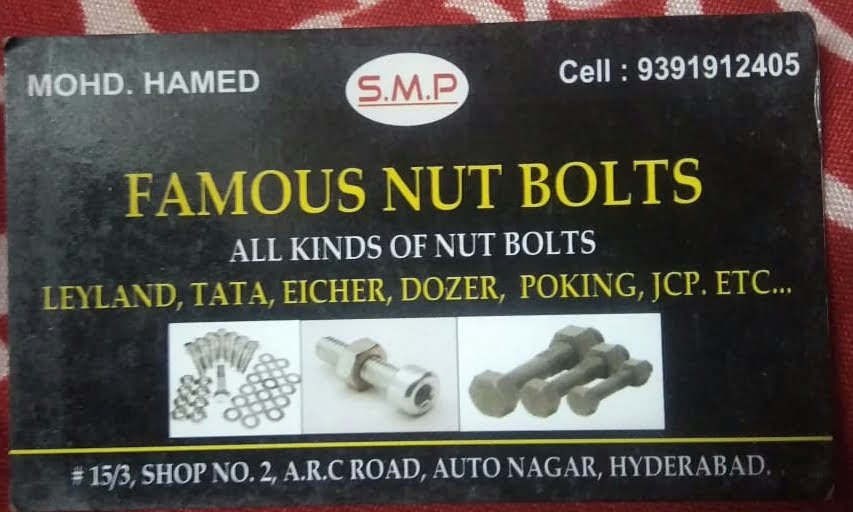 MOHD. HAMED
S.M.P
Cell : 9391912405
FAMOUS NUT BOLTS
ALL KINDS OF NUT BOLTS
LEYLAND, TATA, EICHER, DOZER, POKING, JCP. ETC...
# 15/3, SHOP NO. 2, A.R.C ROAD, AUTO NAGAR, HYDERABAD.